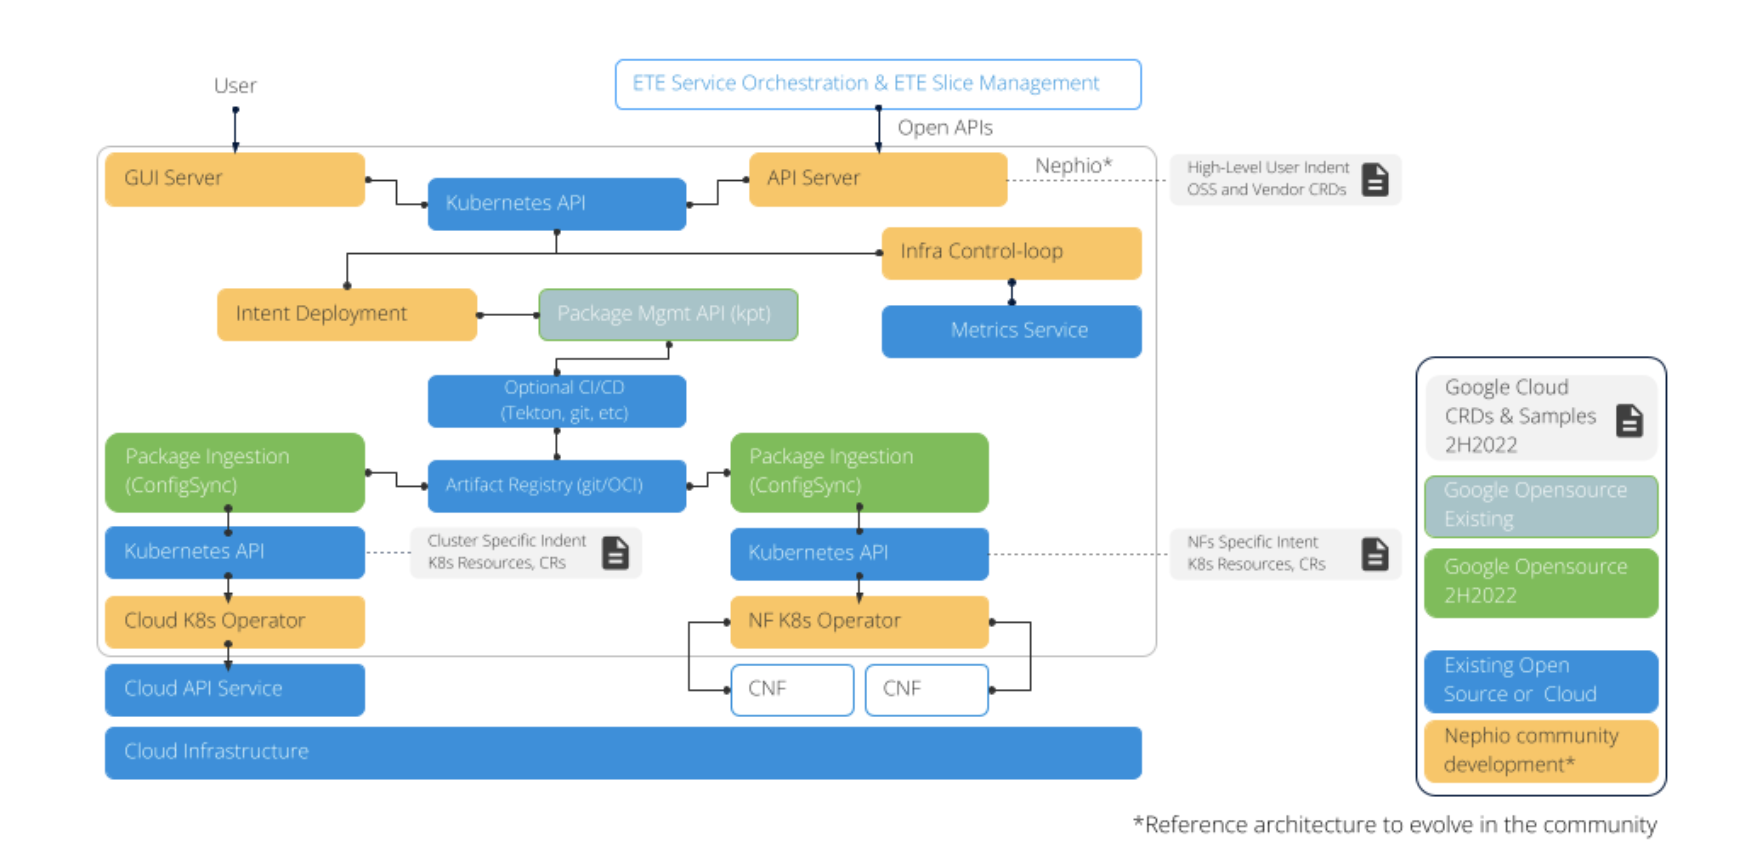 User
ETE Service Orchestration & ETE Slice Management
Open APIs
GUI Server
Kubernetes API
API Server
Nephio*
High-Level User Indent
OSS and Vendor CRDs
Infra Control-loop
Intent Deployment
Package Mgmt API (kpt)
Metrics Service
Optional CI/CD
(Tekton, git, etc)
Package Ingestion
(ConfigSync)
Artifact Registry (git/OCI)
Package Ingestion
(ConfigSync)
Kubernetes API
Cluster Specific Indent
K8s Resources, CRs
Kubernetes API
NFs Specific Intent
K8s Resources, CRs
Cloud K8s Operator
NF K8s Operator
Cloud API Service
CNF
CNF
Cloud Infrastructure
Google Cloud
CRDs & Samples
2H2022
Google Opensource
Existing
Google Opensource
2H2022
Existing Open
Source or Cloud
Nephio community
development*
*Reference architecture to evolve in the community